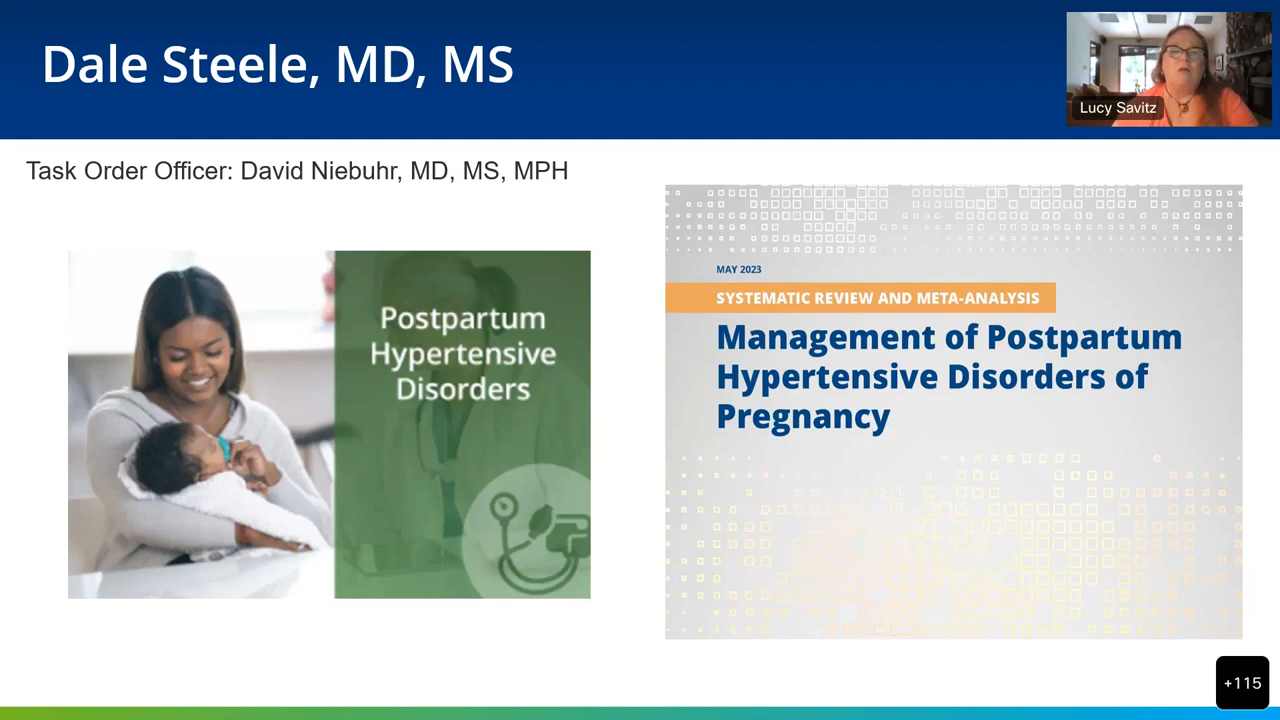 Dale Steele, MD, MS
Lucy Savitz
Task Order Officer: David Niebuhr, MD, MS, MPH
Postpartum
Hypertensive
Disorders
MAY 2023
SYSTEMATIC REVIEW AND META-ANALYSIS
Management of Postpartum
Hypertensive Disorders of
Pregnancy
+115